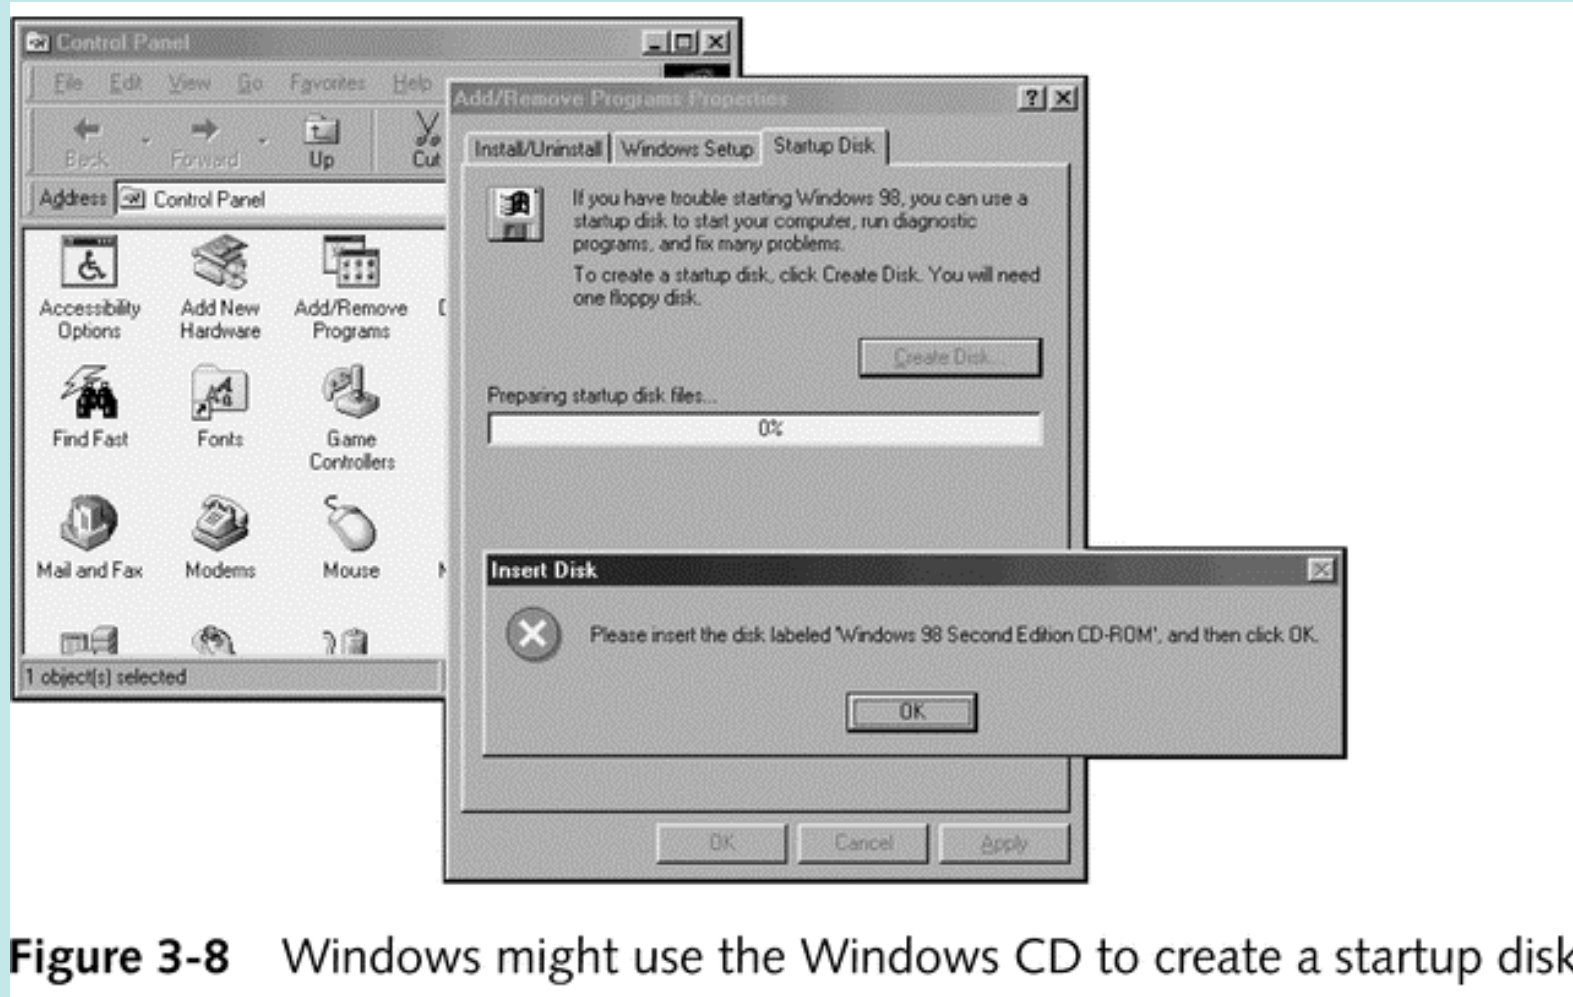 Control Panel
File Edit View Go Favorites Help
Back Forward Up Cut
Address Control Panel
Accessibility Options
Add New Hardware
Add/Remove Programs
Find Fast
Fonts
Game Controllers
Mail and Fax
Modems
Mouse
1 object(s) selected
Add/Remove Programs Properties
Install/Uninstall Windows Setup Startup Disk
If you have trouble starting Windows 98, you can use a
startup disk to start your computer, run diagnostic
programs, and fix many problems.
To create a startup disk, click Create Disk. You will need
one floppy disk.
Create Disk...
Preparing startup disk files...
0%
Insert Disk
Please insert the disk labeled 'Windows 98 Second Edition CD-ROM', and then click OK.
OK
OK Cancel Apply
Figure 3-8 Windows might use the Windows CD to create a startup disk